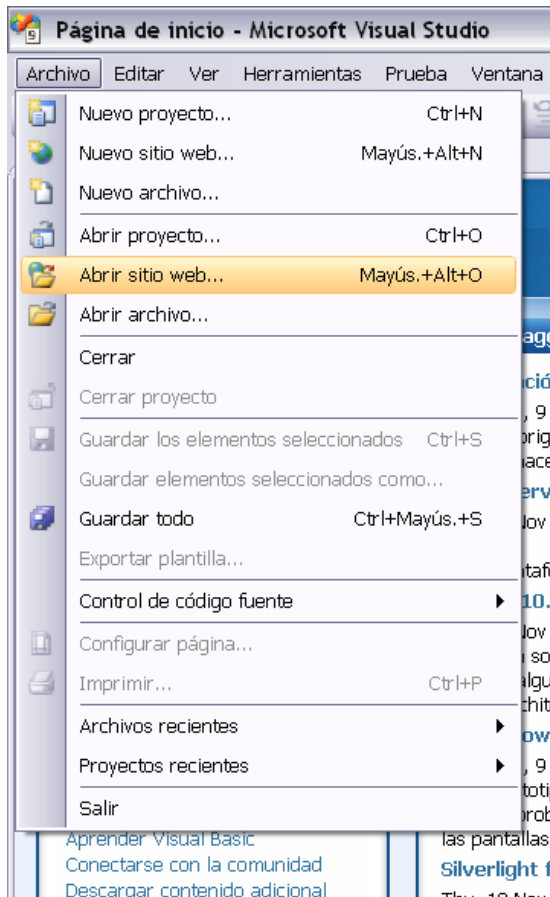 Página de inicio - Microsoft Visual Studio
Archivo Editar Ver Herramientas Prueba Ventana
Nuevo proyecto... Ctrl+N
Nuevo sitio web... Mayús.+Alt+N
Nuevo archivo...
Abrir proyecto... Ctrl+O
Abrir sitio web... Mayús.+Alt+O
Abrir archivo...
Cerrar
Cerrar proyecto
Guardar los elementos seleccionados Ctrl+S
Guardar elementos seleccionados como...
Guardar todo Ctrl+Mayús.+S
Exportar plantilla...
Control de código fuente
Configurar página...
Imprimir... Ctrl+P
Archivos recientes
Proyectos recientes
Salir
Aprender Visual Basic
Conectarse con la comunidad
Descargar contenido adicional
las pantallas
Silverlight f